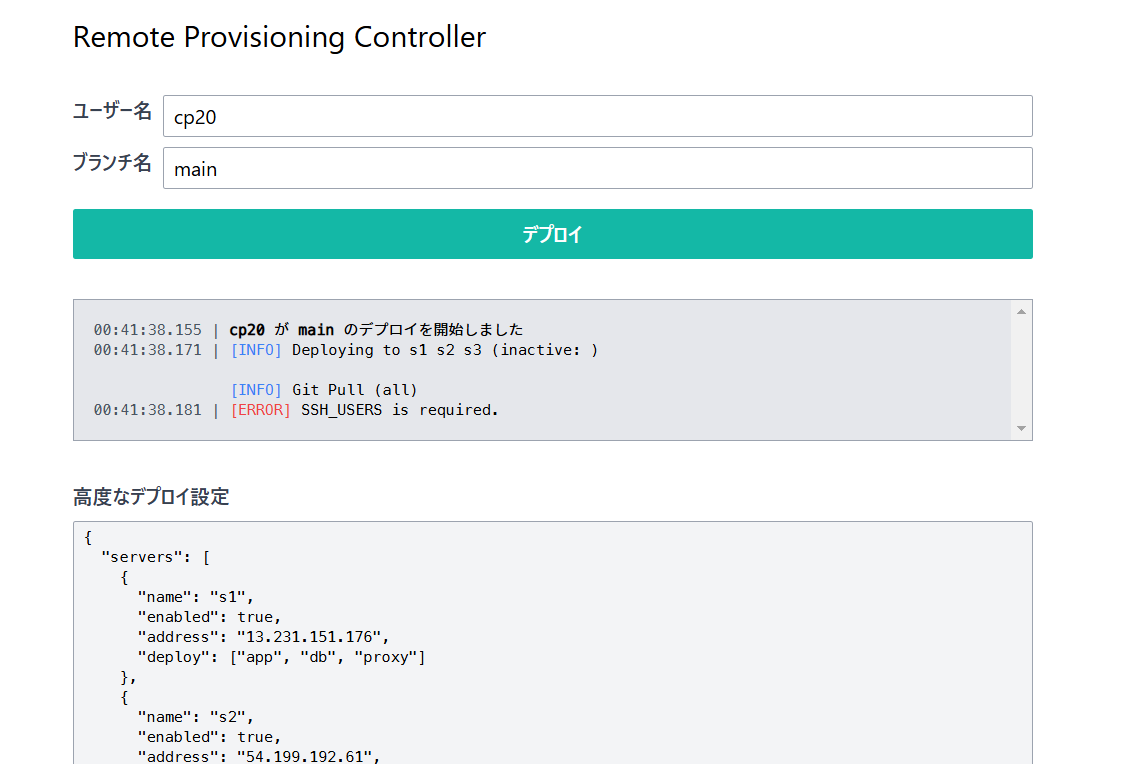 Remote Provisioning Controller
ユーザー名 cp20
ブランチ名 main
デプロイ
00:41:38.155 | cp20 が main のデプロイを開始しました
00:41:38.171 | [INFO] Deploying to s1 s2 s3 (inactive: )
[INFO] Git Pull (all)
00:41:38.181 | [ERROR] SSH_USERS is required.
高度なデプロイ設定
{
"servers": [
{
"name": "s1",
"enabled": true,
"address": "13.231.151.176",
"deploy": ["app", "db", "proxy"]
},
{
"name": "s2",
"enabled": true,
"address": "54.199.192.61",